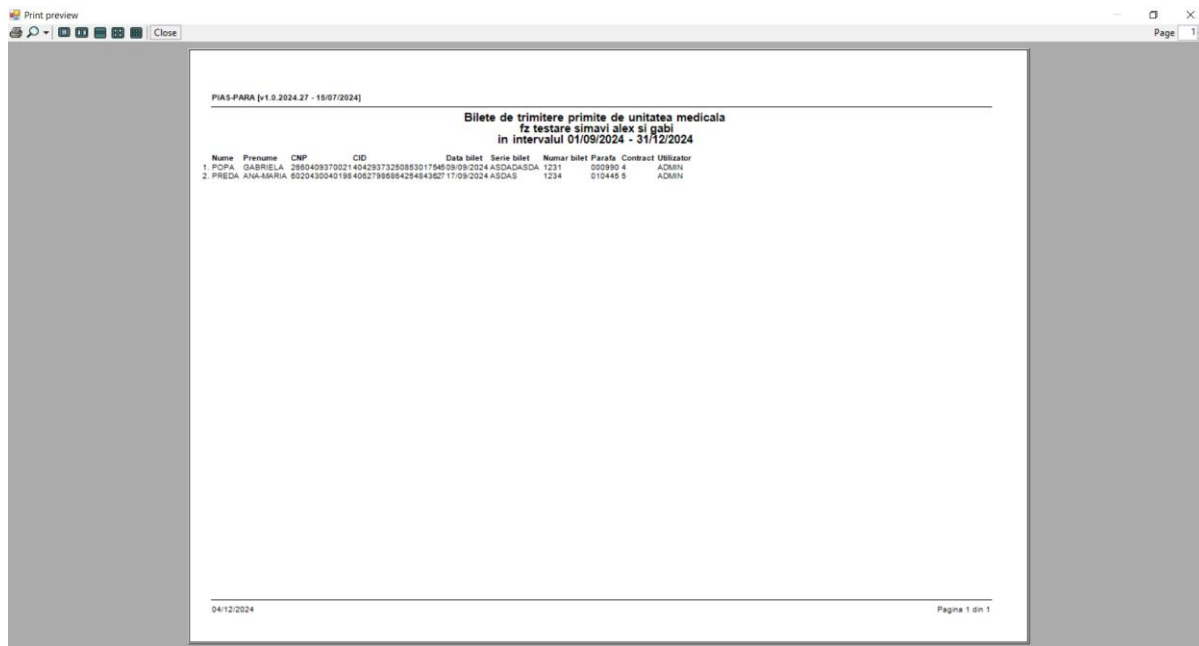 Print preview
Close
Page 1
PIAS-PARA [v1.0.2024.27 - 15/07/2024]
Bilete de trimitere primite de unitatea medicala
fz testare simavi alex si gabi
in intervalul 01/09/2024 - 31/12/2024
Nume Prenume CNP CID Data bilet Serie bilet Numar bilet Parafa Contract Utilizator
1. POPA GABRIELA 09/09/2024 ASDADASDA 1231 000990 4 ADMIN
2. PREDA ANA-MARIA 17/09/2024 ASDAS 1234 010445 5 ADMIN
04/12/2024
Pagina 1 din 1